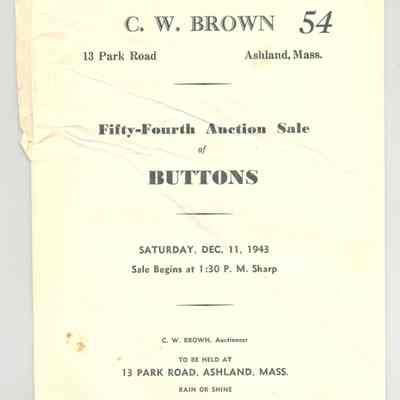 C. W. BROWN 54
13 Park Road Ashland, Mass.
Fifty-Fourth Auction Sale
of
BUTTONS
SATURDAY, DEC. 11, 1943
Sale Begins at 1:30 P. M. Sharp
C. W. BROWN, Auctioneer
TO BE HELD AT
13 PARK ROAD, ASHLAND, MASS.
RAIN OR SHINE